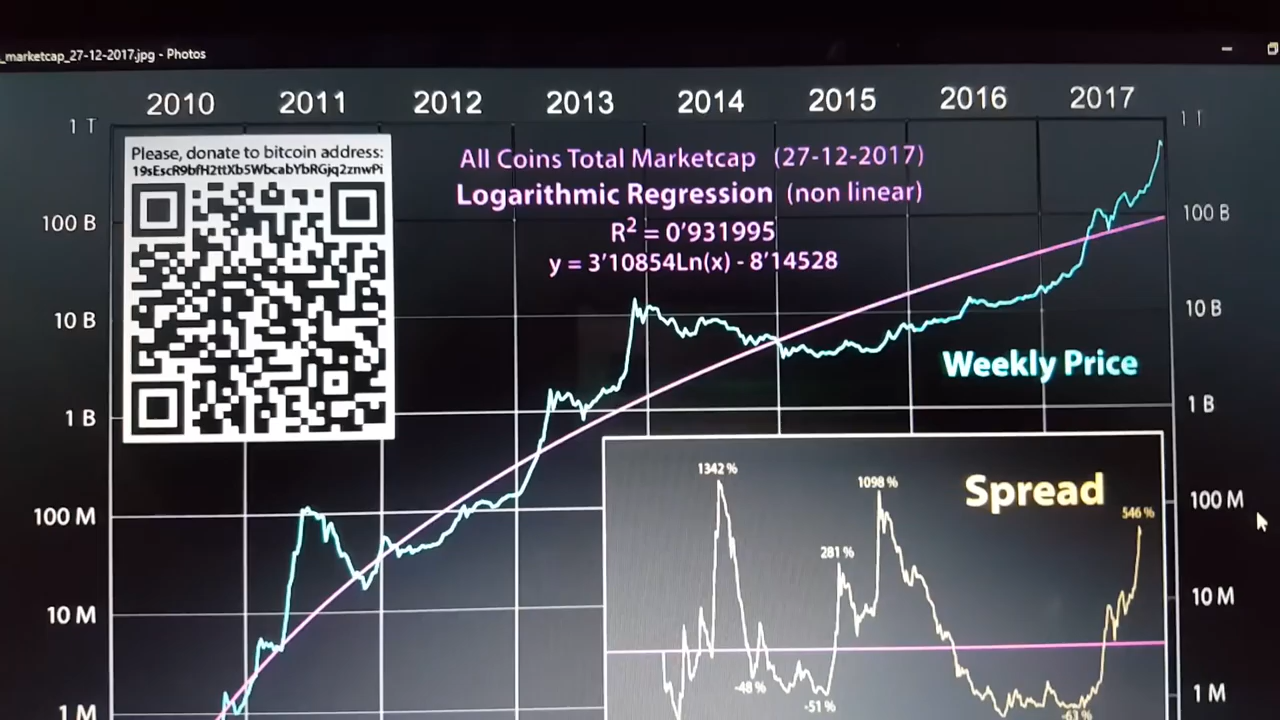 _marketcap_27-12-2017.jpg - Photos
2010 2011 2012 2013 2014 2015 2016 2017
1 T
1 T
Please, donate to bitcoin address:
19sEscR9bfH2ttXb5WbcabYbRGjq2znwPi
All Coins Total Marketcap (27-12-2017)
Logarithmic Regression (non linear)
R² = 0'931995
y = 3'10854Ln(x) - 8'14528
100 B
100 B
10 B
10 B
Weekly Price
1 B
1 B
1342 %
1098 %
Spread
100 M
100 M
546 %
281 %
10 M
10 M
-48 %
-51 %
-63 %
1 M
1 M